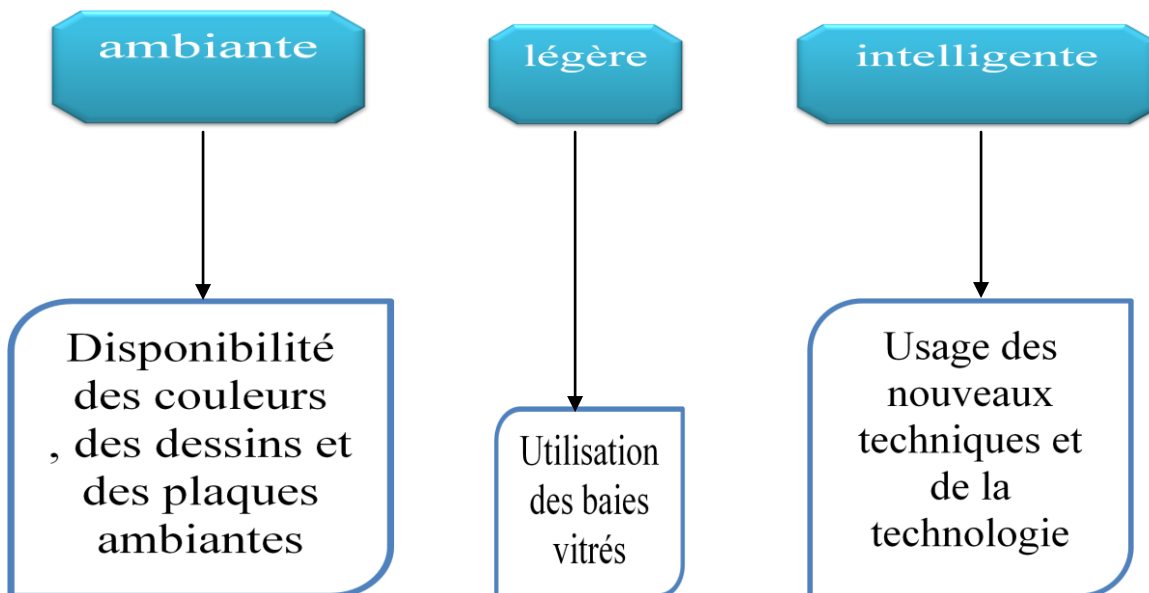 ambiante
légère
intelligente
Disponibilité
des couleurs
, des dessins et
des plaques
ambiantes
Utilisation
des baies
vitrés
Usage des
nouveaux
techniques et
de la
technologie